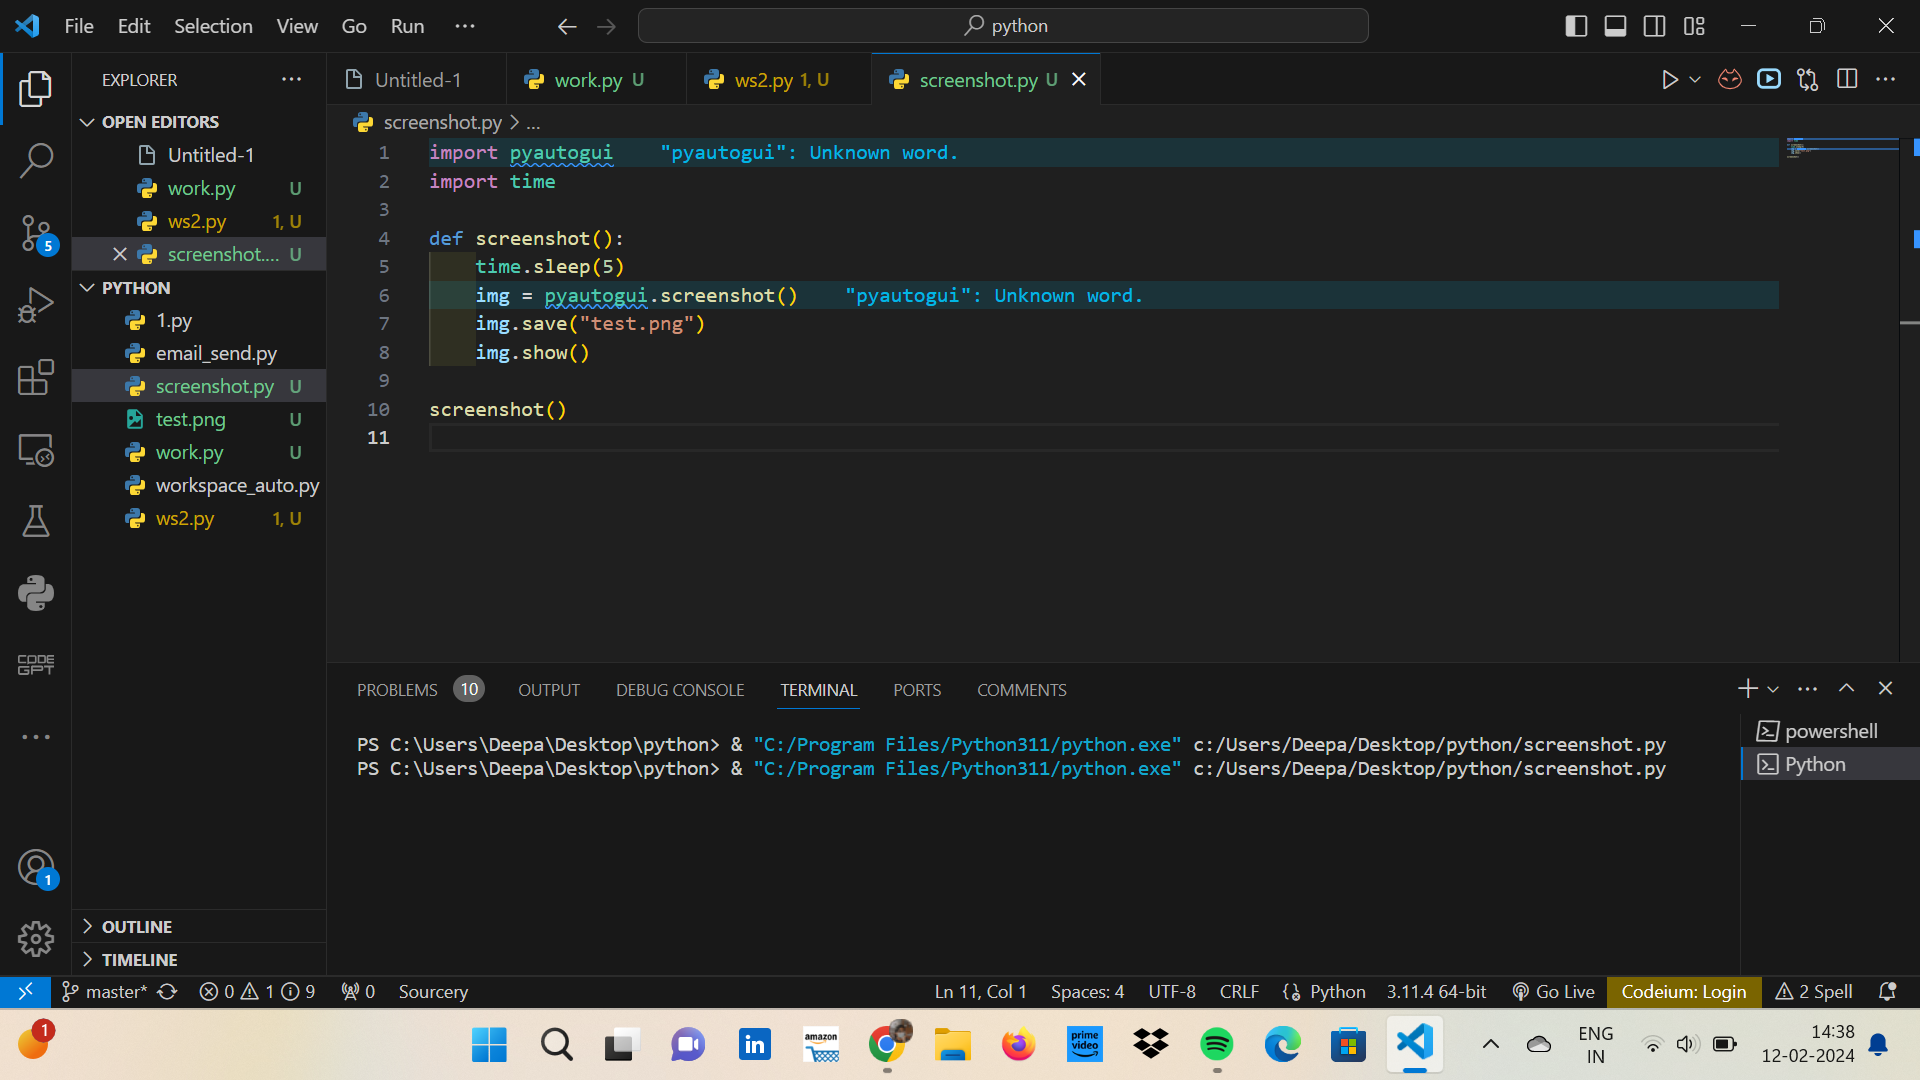 File Edit Selection View Go Run ... python
EXPLORER ...
Untitled-1 work.py U ws2.py 1, U screenshot.py U
OPEN EDITORS
Untitled-1
work.py U
ws2.py 1, U
screenshot.... U
PYTHON
1.py
email_send.py
screenshot.py U
test.png U
work.py U
workspace_auto.py
ws2.py 1, U
OUTLINE
TIMELINE
5
CODE
GPT
1
screenshot.py > ...
1 import pyautogui "pyautogui": Unknown word.
2 import time
3
4 def screenshot():
5 time.sleep(5)
6 img = pyautogui.screenshot() "pyautogui": Unknown word.
7 img.save("test.png")
8 img.show()
9
10 screenshot()
11
PROBLEMS 10 OUTPUT DEBUG CONSOLE TERMINAL PORTS COMMENTS
PS C:\Users\Deepa\Desktop\python> & "C:/Program Files/Python311/python.exe" c:/Users/Deepa/Desktop/python/screenshot.py
PS C:\Users\Deepa\Desktop\python> & "C:/Program Files/Python311/python.exe" c:/Users/Deepa/Desktop/python/screenshot.py
powershell
Python
master* 0 1 9 0 Sourcery Ln 11, Col 1 Spaces: 4 UTF-8 CRLF Python 3.11.4 64-bit Go Live Codeium: Login 2 Spell
1
in
amazon
prime
video
ENG
IN
14:38
12-02-2024